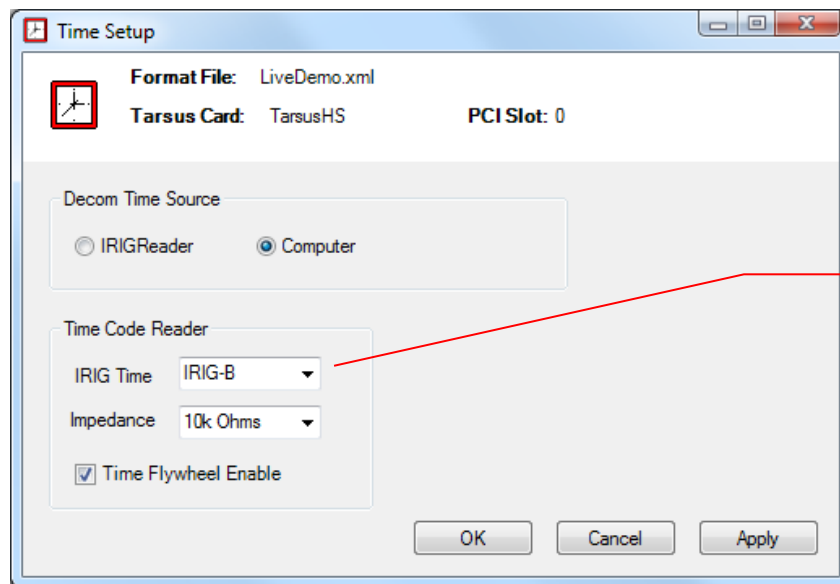 Time Setup
Format File: LiveDemo.xml
Tarsus Card: TarsusHS PCI Slot: 0
Decom Time Source
IRIGReader Computer
Time Code Reader
IRIG Time IRIG-B
Impedance 10k Ohms
Time Flywheel Enable
OK Cancel Apply